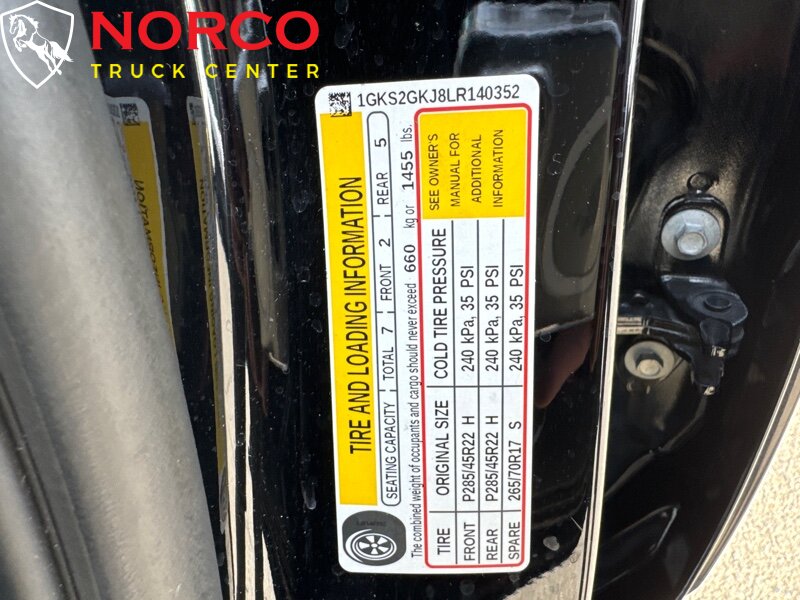 NORCO
TRUCK CENTER
1GKS2GKJ8LR140352
TIRE AND LOADING INFORMATION
SEATING CAPACITY TOTAL 7 FRONT 2 REAR 5
The combined weight of occupants and cargo should never exceed 660 kg or 1455 lbs.
TIRE ORIGINAL SIZE COLD TIRE PRESSURE
FRONT P285/45R22 H 240 kPa, 35 PSI
REAR P285/45R22 H 240 kPa, 35 PSI
SPARE 265/70R17 S 240 kPa, 35 PSI
SEE OWNER'S
MANUAL FOR
ADDITIONAL
INFORMATION